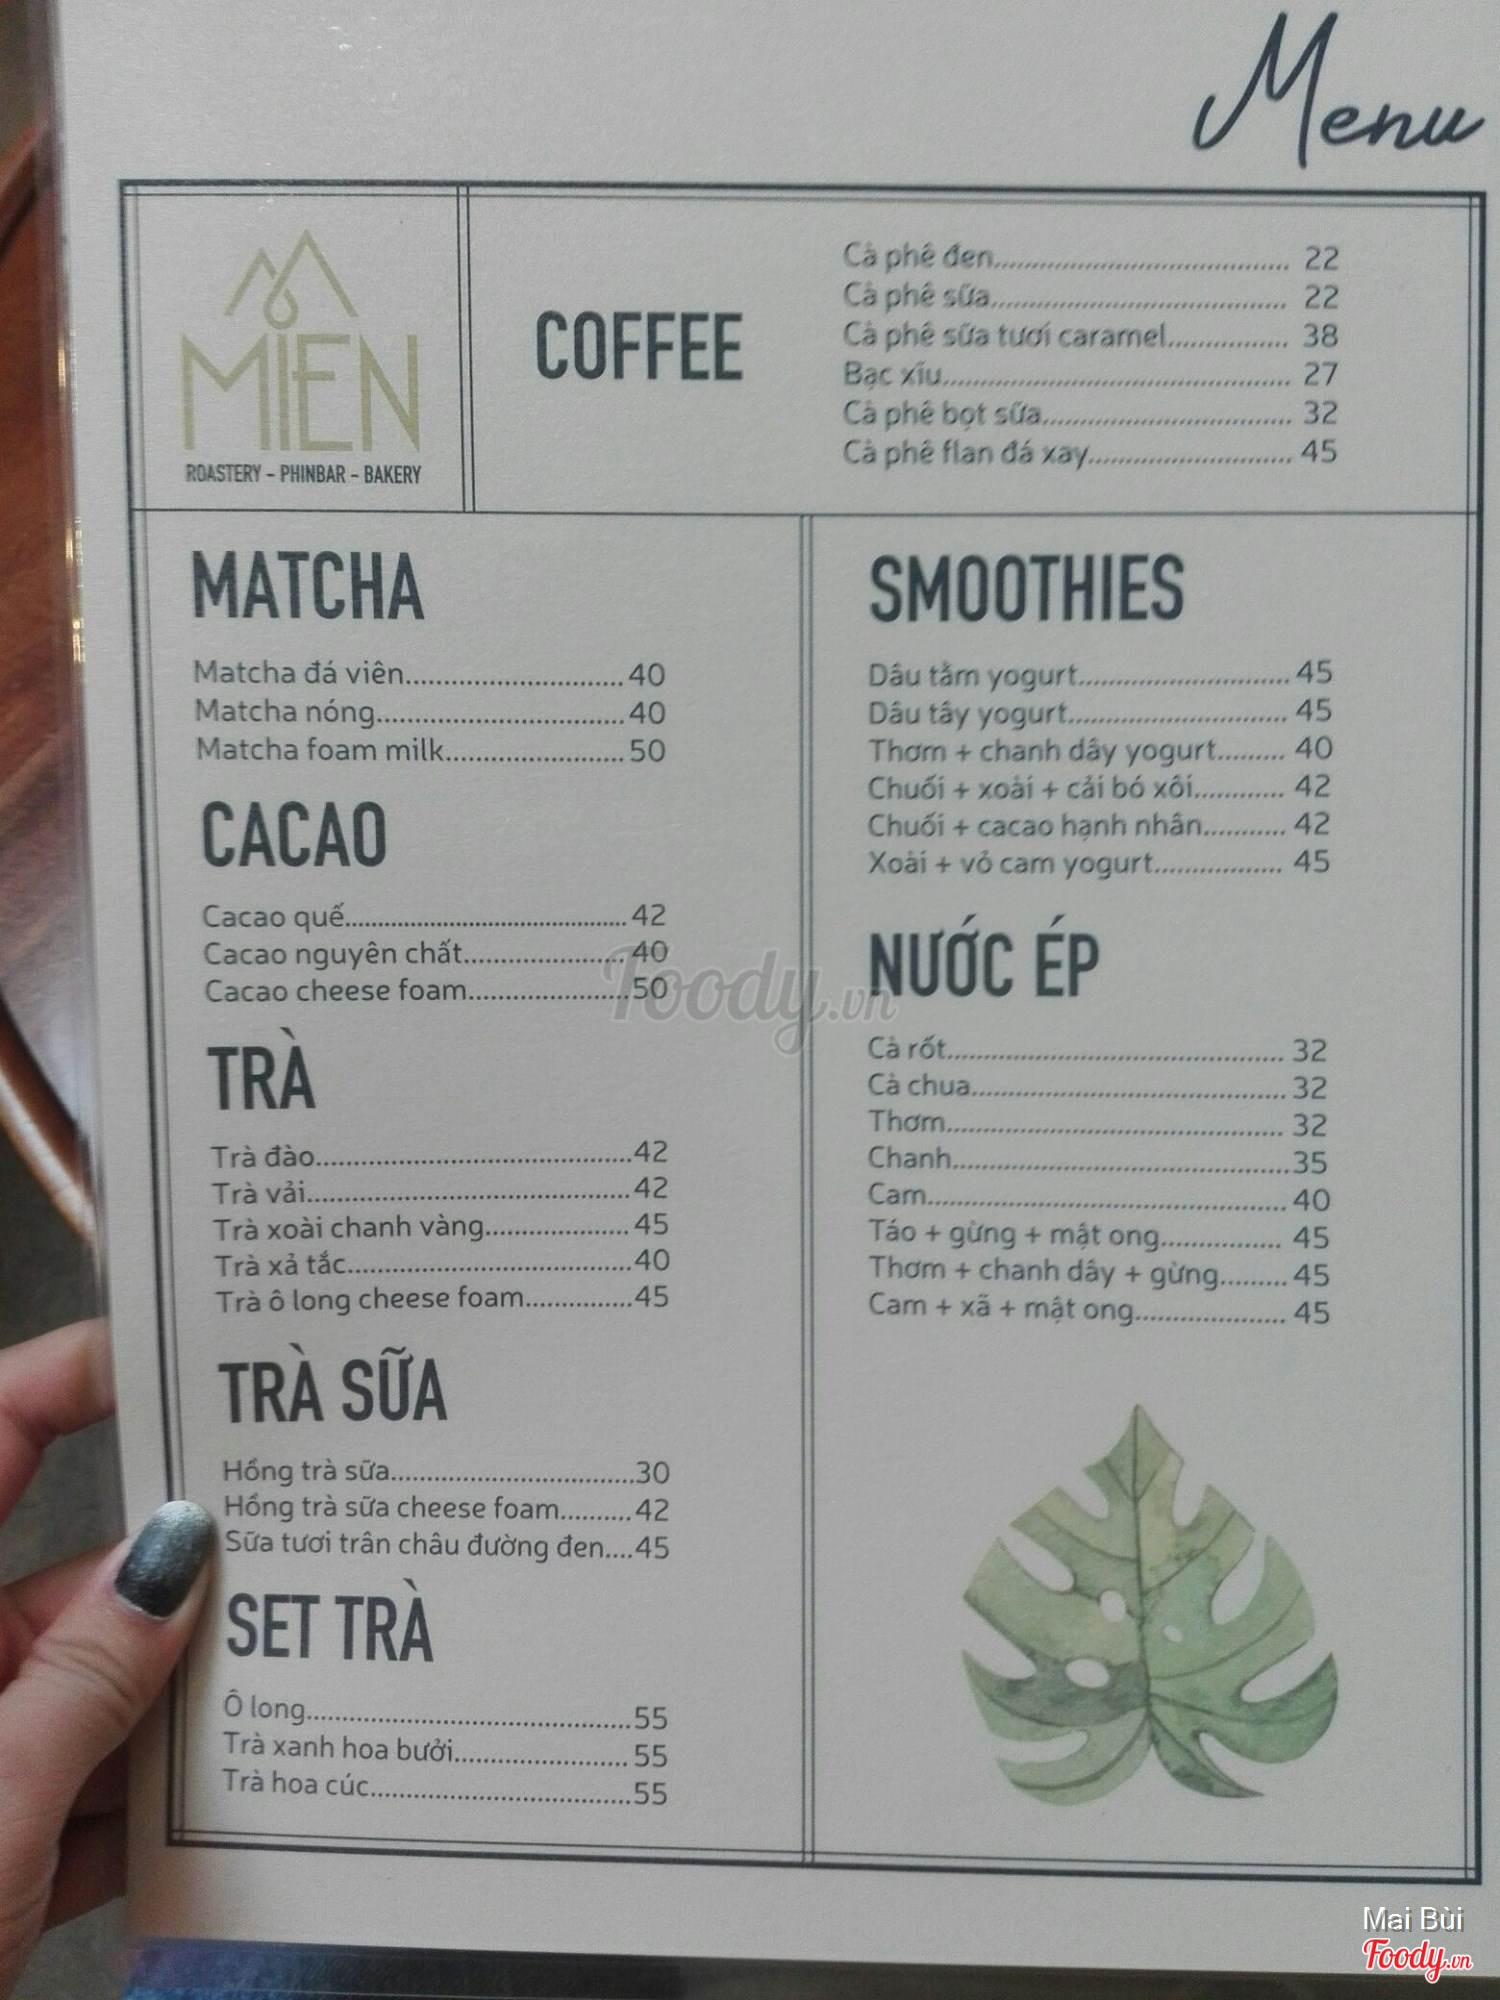 Menu
MIEN
ROASTERY - PHINBAR - BAKERY
COFFEE
Cà phê đen........ 22
Cà phê sữa........ 22
Cà phê sữa tươi caramel........ 38
Bạc xĩu........ 27
Cà phê bọt sữa........ 32
Cà phê flan đá xay........ 45
MATCHA
Matcha đá viên........40
Matcha nóng........40
Matcha foam milk........50
CACAO
Cacao quế........42
Cacao nguyên chất........40
Cacao cheese foam........50
TRÀ
Trà đào........42
Trà vải........42
Trà xoài chanh vàng........45
Trà xả tắc........40
Trà ô long cheese foam........45
TRÀ SỮA
Hồng trà sữa........30
Hồng trà sữa cheese foam........42
Sữa tươi trân châu đường đen....45
SET TRÀ
Ô long........55
Trà xanh hoa bưởi........55
Trà hoa cúc........55
SMOOTHIES
Dâu tằm yogurt........45
Dâu tây yogurt........45
Thơm + chanh dây yogurt........40
Chuối + xoài + cải bó xôi........42
Chuối + cacao hạnh nhân........42
Xoài + vỏ cam yogurt........45
NƯỚC ÉP
Cà rốt........32
Cà chua........32
Thơm........32
Chanh........35
Cam........40
Táo + gừng + mật ong........45
Thơm + chanh dây + gừng........45
Cam + xã + mật ong........45
Foody.vn
Mai Bùi
Foody.vn